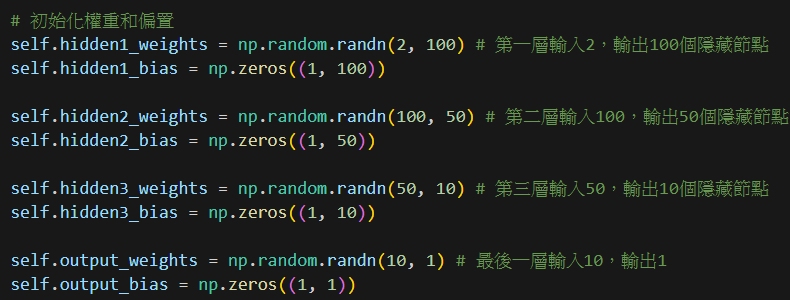 # 初始化權重和偏置
self.hidden1_weights = np.random.randn(2, 100) # 第一層輸入2，輸出100個隱藏節點
self.hidden1_bias = np.zeros((1, 100))
self.hidden2_weights = np.random.randn(100, 50) # 第二層輸入100，輸出50個隱藏節點
self.hidden2_bias = np.zeros((1, 50))
self.hidden3_weights = np.random.randn(50, 10) # 第三層輸入50，輸出10個隱藏節點
self.hidden3_bias = np.zeros((1, 10))
self.output_weights = np.random.randn(10, 1) # 最後一層輸入10，輸出1
self.output_bias = np.zeros((1, 1))